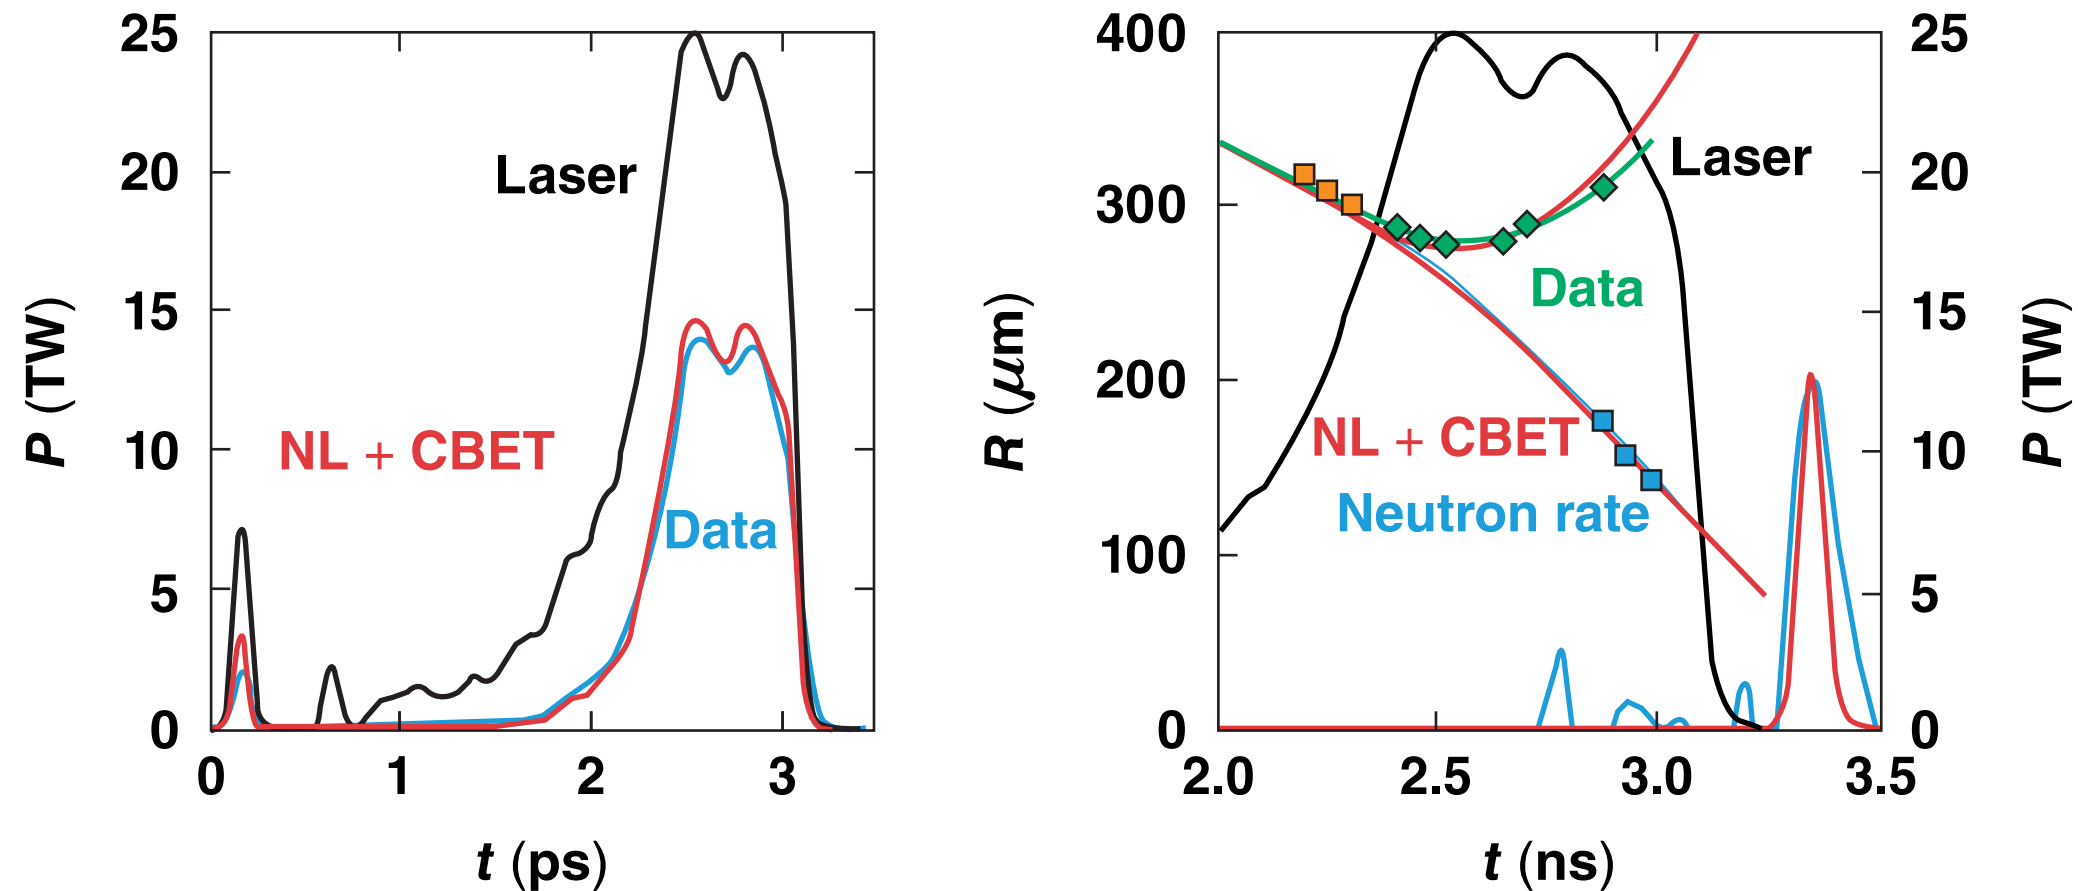 25
20
15
10
5
0
P (TW)
0 1 2 3
t (ps)
Laser
NL + CBET
Data
400
300
200
100
0
R (μm)
2.0 2.5 3.0 3.5
t (ns)
Laser
Data
NL + CBET
Neutron rate
25
20
15
10
5
0
P (TW)